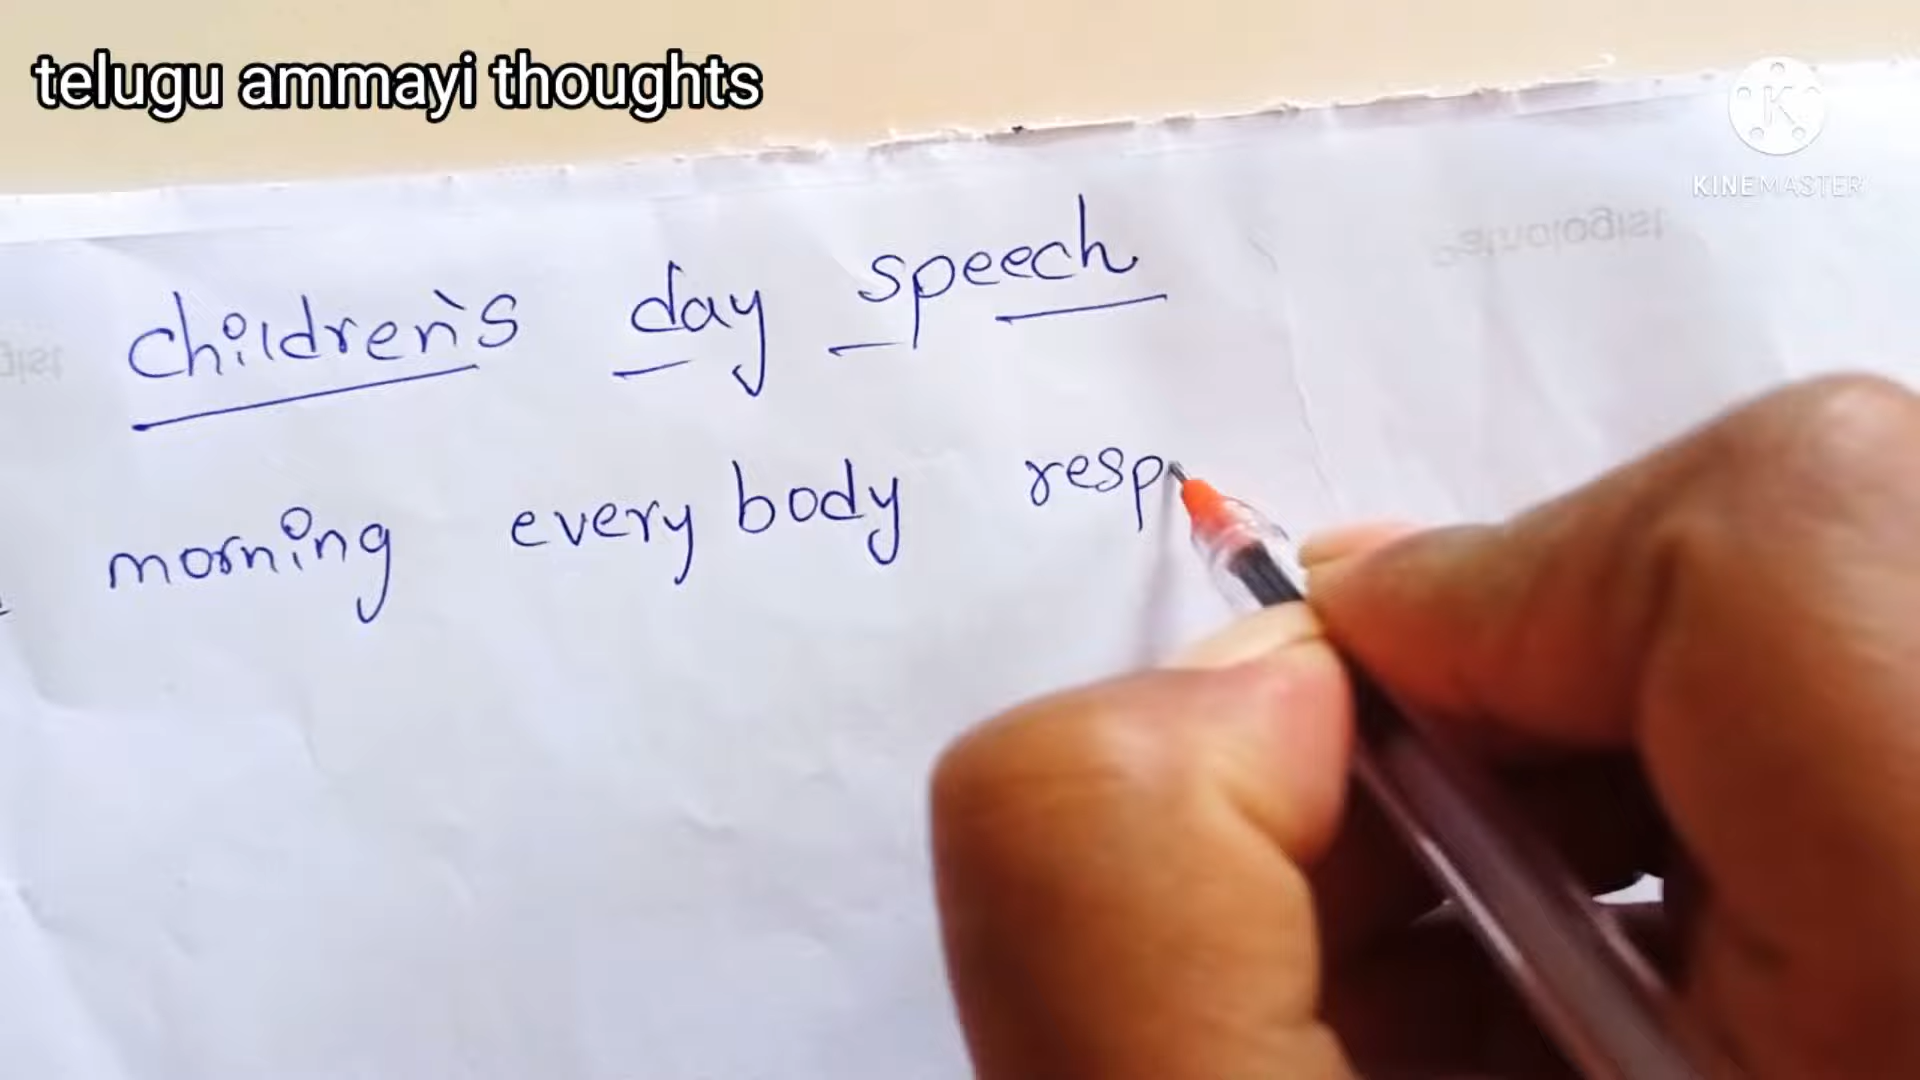 telugu ammayi thoughts
KINEMASTER
children's day speech
morning every body resp